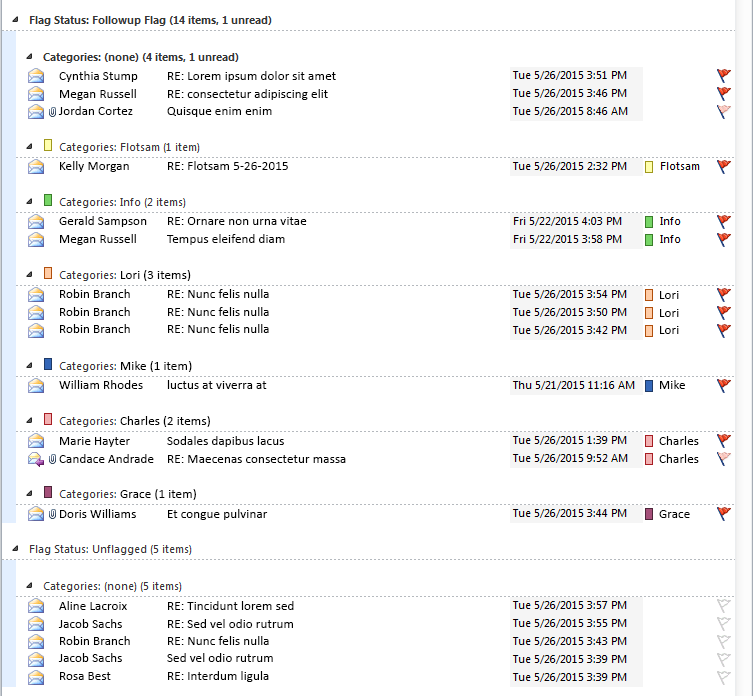 Flag Status: Followup Flag (14 items, 1 unread)
Categories: (none) (4 items, 1 unread)
Cynthia Stump RE: Lorem ipsum dolor sit amet Tue 5/26/2015 3:51 PM
Megan Russell RE: consectetur adipiscing elit Tue 5/26/2015 3:46 PM
Jordan Cortez Quisque enim enim Tue 5/26/2015 8:46 AM
Categories: Flotsam (1 item)
Kelly Morgan RE: Flotsam 5-26-2015 Tue 5/26/2015 2:32 PM Flotsam
Categories: Info (2 items)
Gerald Sampson RE: Ornare non urna vitae Fri 5/22/2015 4:03 PM Info
Megan Russell Tempus eleifend diam Fri 5/22/2015 3:58 PM Info
Categories: Lori (3 items)
Robin Branch RE: Nunc felis nulla Tue 5/26/2015 3:54 PM Lori
Robin Branch RE: Nunc felis nulla Tue 5/26/2015 3:50 PM Lori
Robin Branch RE: Nunc felis nulla Tue 5/26/2015 3:42 PM Lori
Categories: Mike (1 item)
William Rhodes luctus at viverra at Thu 5/21/2015 11:16 AM Mike
Categories: Charles (2 items)
Marie Hayter Sodales dapibus lacus Tue 5/26/2015 1:39 PM Charles
Candace Andrade RE: Maecenas consectetur massa Tue 5/26/2015 9:52 AM Charles
Categories: Grace (1 item)
Doris Williams Et congue pulvinar Tue 5/26/2015 3:44 PM Grace
Flag Status: Unflagged (5 items)
Categories: (none) (5 items)
Aline Lacroix RE: Tincidunt lorem sed Tue 5/26/2015 3:57 PM
Jacob Sachs RE: Sed vel odio rutrum Tue 5/26/2015 3:55 PM
Robin Branch RE: Nunc felis nulla Tue 5/26/2015 3:43 PM
Jacob Sachs Sed vel odio rutrum Tue 5/26/2015 3:39 PM
Rosa Best RE: Interdum ligula Tue 5/26/2015 3:39 PM